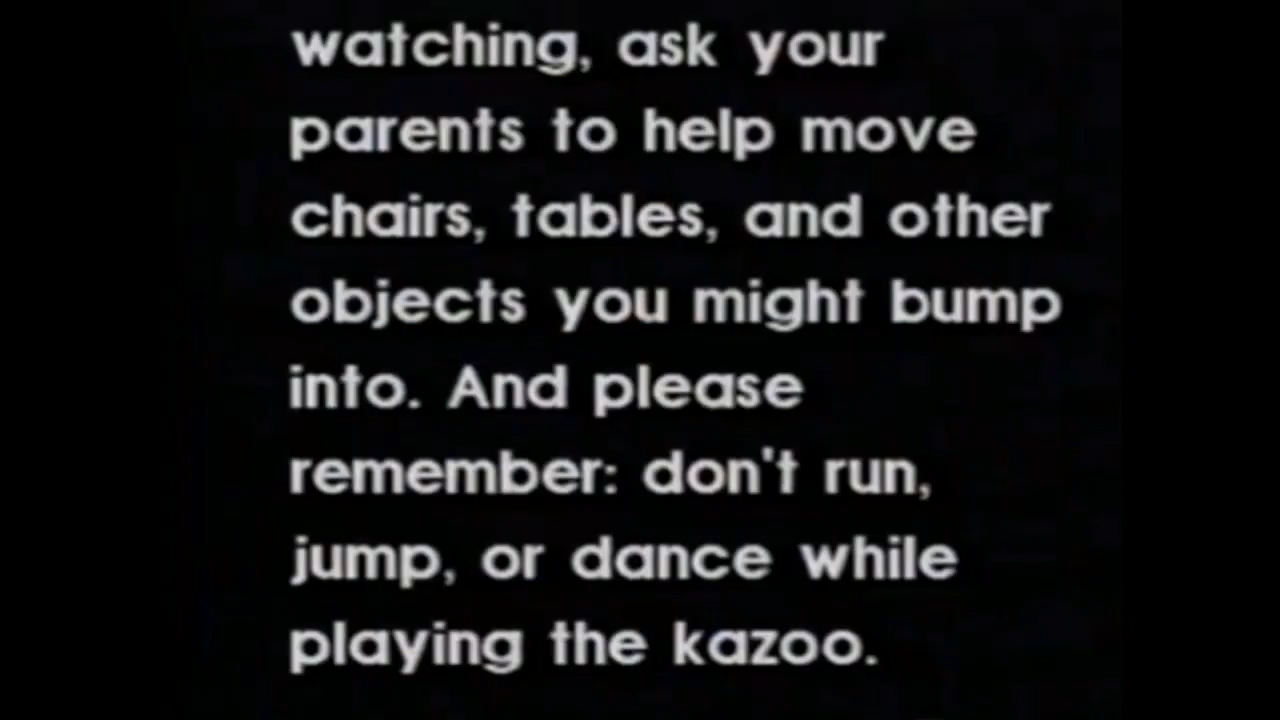 watching, ask your
parents to help move
chairs, tables, and other
objects you might bump
into. And please
remember: don't run,
jump, or dance while
playing the kazoo.